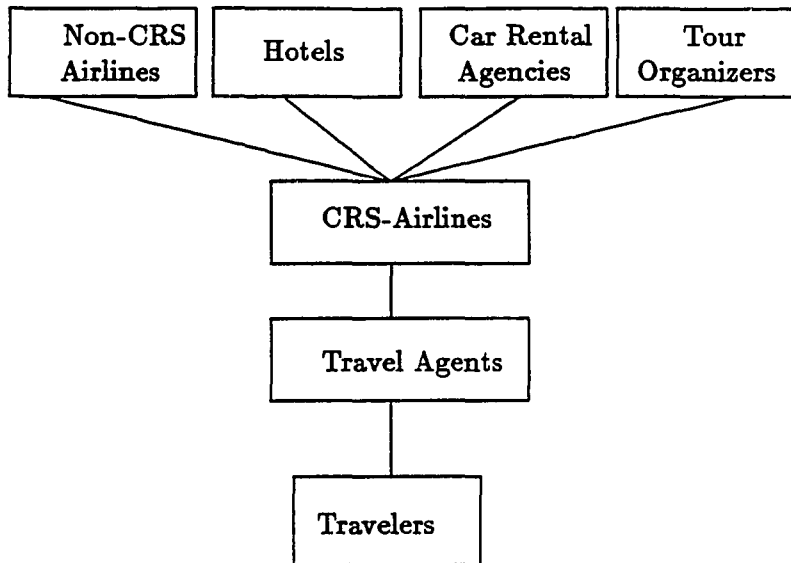 Non-CRS
Airlines
Hotels
Car Rental
Agencies
Tour
Organizers
CRS-Airlines
Travel Agents
Travelers